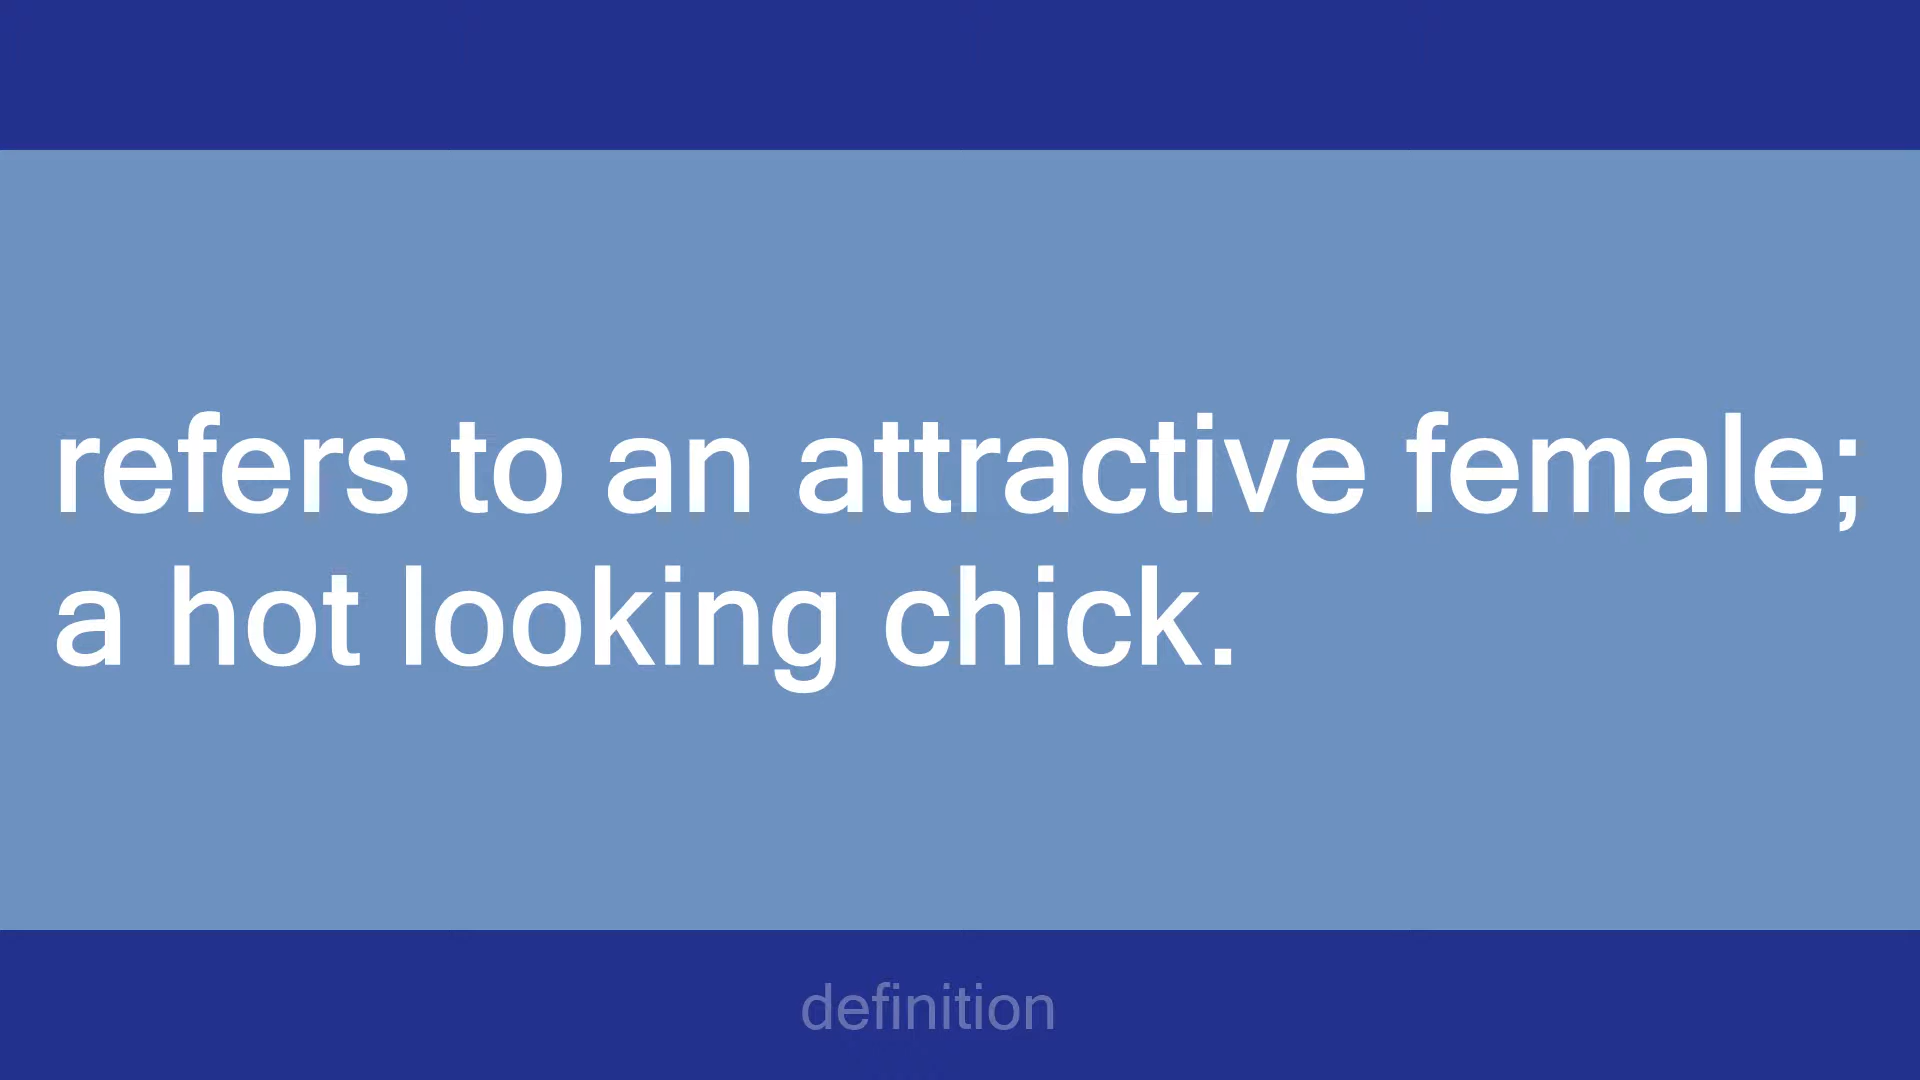 refers to an attractive female;
a hot looking chick.
definition